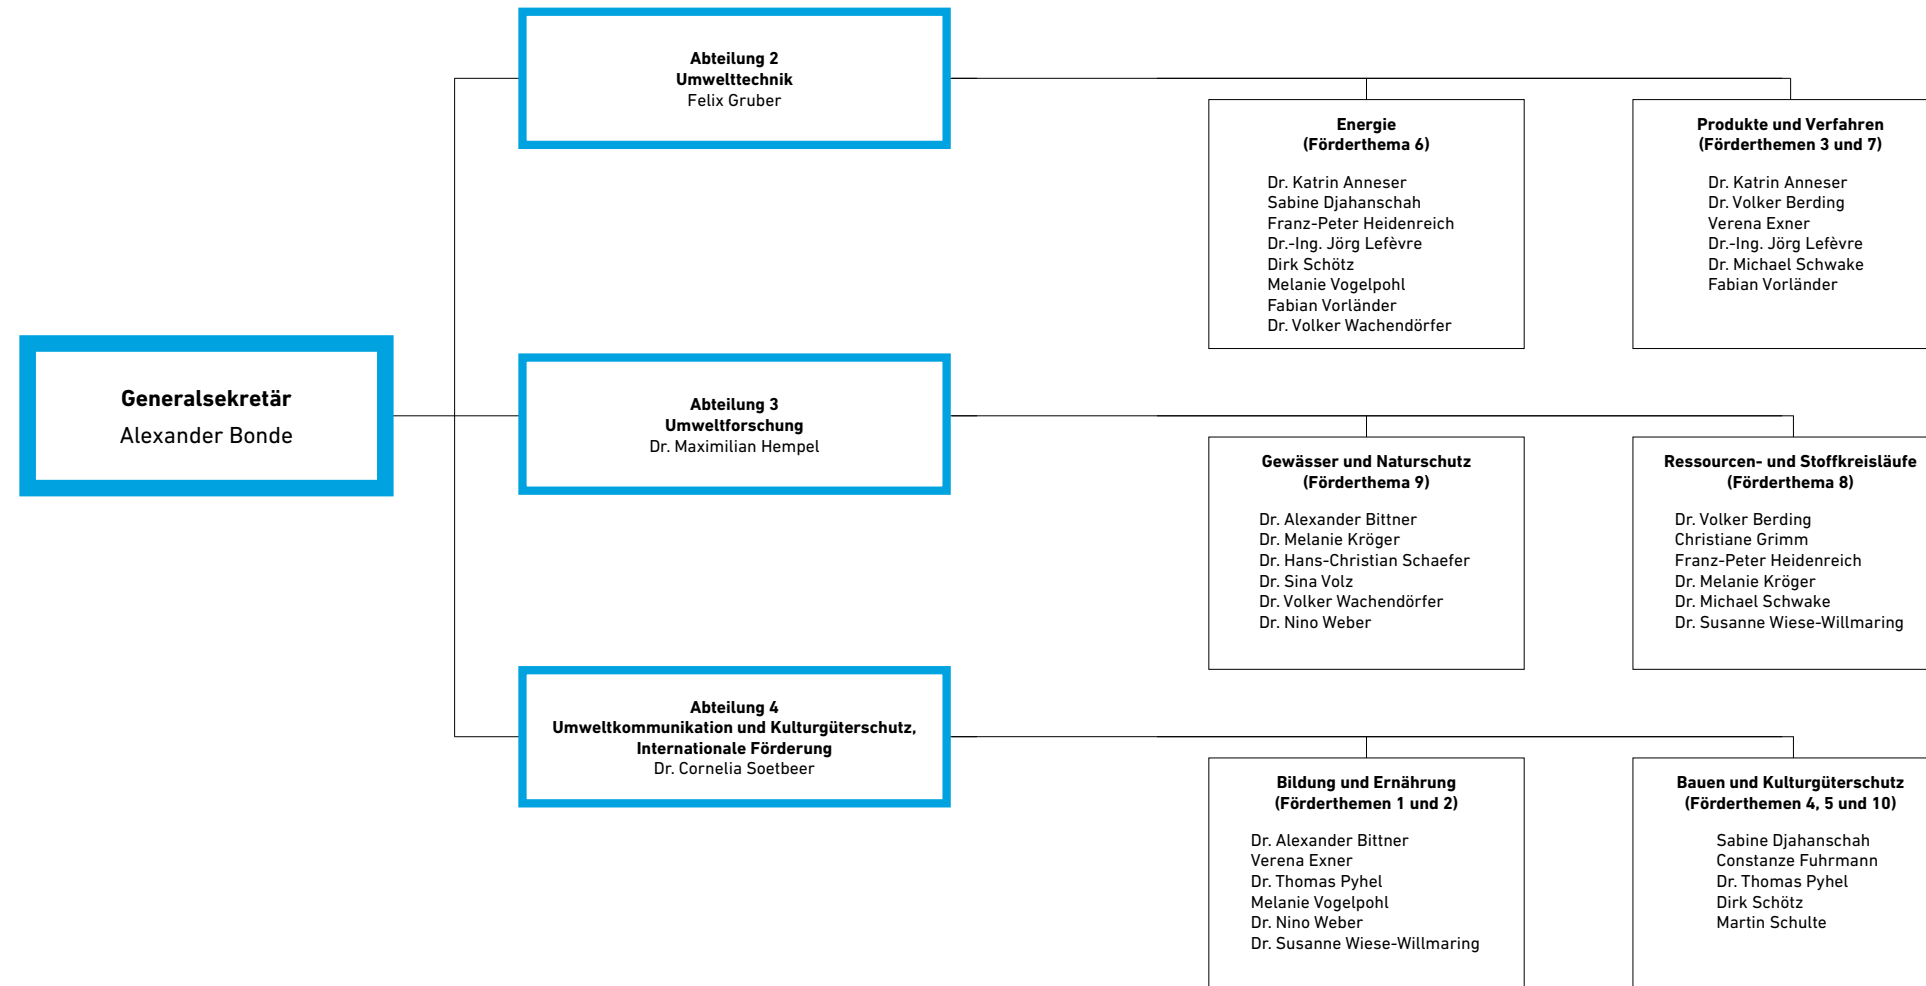 Generalsekretär
Alexander Bonde
Abteilung 2
Umwelttechnik
Felix Gruber
Energie
(Förderthema 6)
Dr. Katrin Anneser
Sabine Djahanschah
Franz-Peter Heidenreich
Dr.-Ing. Jörg Lefèvre
Dirk Schötz
Melanie Vogelpohl
Fabian Vorländer
Dr. Volker Wachendörfer
Produkte und Verfahren
(Förderthemen 3 und 7)
Dr. Katrin Anneser
Dr. Volker Berding
Verena Exner
Dr.-Ing. Jörg Lefèvre
Dr. Michael Schwake
Fabian Vorländer
Abteilung 3
Umweltforschung
Dr. Maximilian Hempel
Gewässer und Naturschutz
(Förderthema 9)
Dr. Alexander Bittner
Dr. Melanie Kröger
Dr. Hans-Christian Schaefer
Dr. Sina Volz
Dr. Volker Wachendörfer
Dr. Nino Weber
Ressourcen- und Stoffkreisläufe
(Förderthema 8)
Dr. Volker Berding
Christiane Grimm
Franz-Peter Heidenreich
Dr. Melanie Kröger
Dr. Michael Schwake
Dr. Susanne Wiese-Willmaring
Abteilung 4
Umweltkommunikation und Kulturgüterschutz,
Internationale Förderung
Dr. Cornelia Soetbeer
Bildung und Ernährung
(Förderthemen 1 und 2)
Dr. Alexander Bittner
Verena Exner
Dr. Thomas Pyhel
Melanie Vogelpohl
Dr. Nino Weber
Dr. Susanne Wiese-Willmaring
Bauen und Kulturgüterschutz
(Förderthemen 4, 5 und 10)
Sabine Djahanschah
Constanze Fuhrmann
Dr. Thomas Pyhel
Dirk Schötz
Martin Schulte